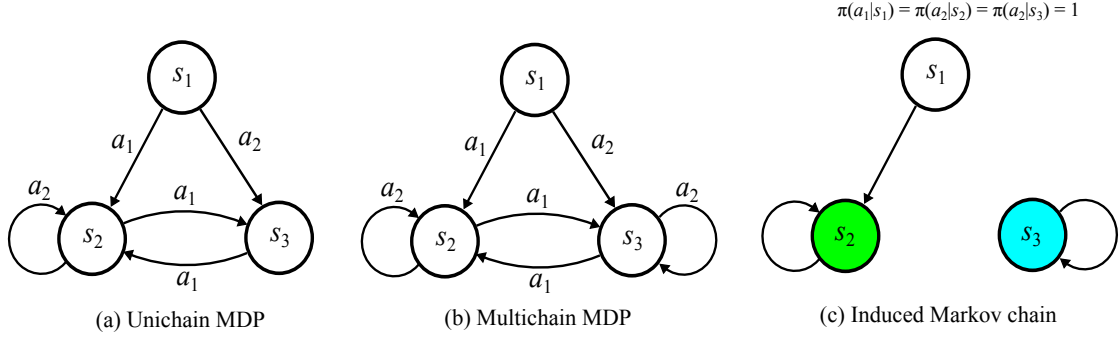 π(a₁|s₁) = π(a₂|s₂) = π(a₂|s₃) = 1
s₁
a₁
a₂
a₂
s₂
a₁
s₃
a₁
(a) Unichain MDP
s₁
a₁
a₂
a₂
a₂
s₂
a₁
s₃
a₁
(b) Multichain MDP
s₁
s₂
s₃
(c) Induced Markov chain